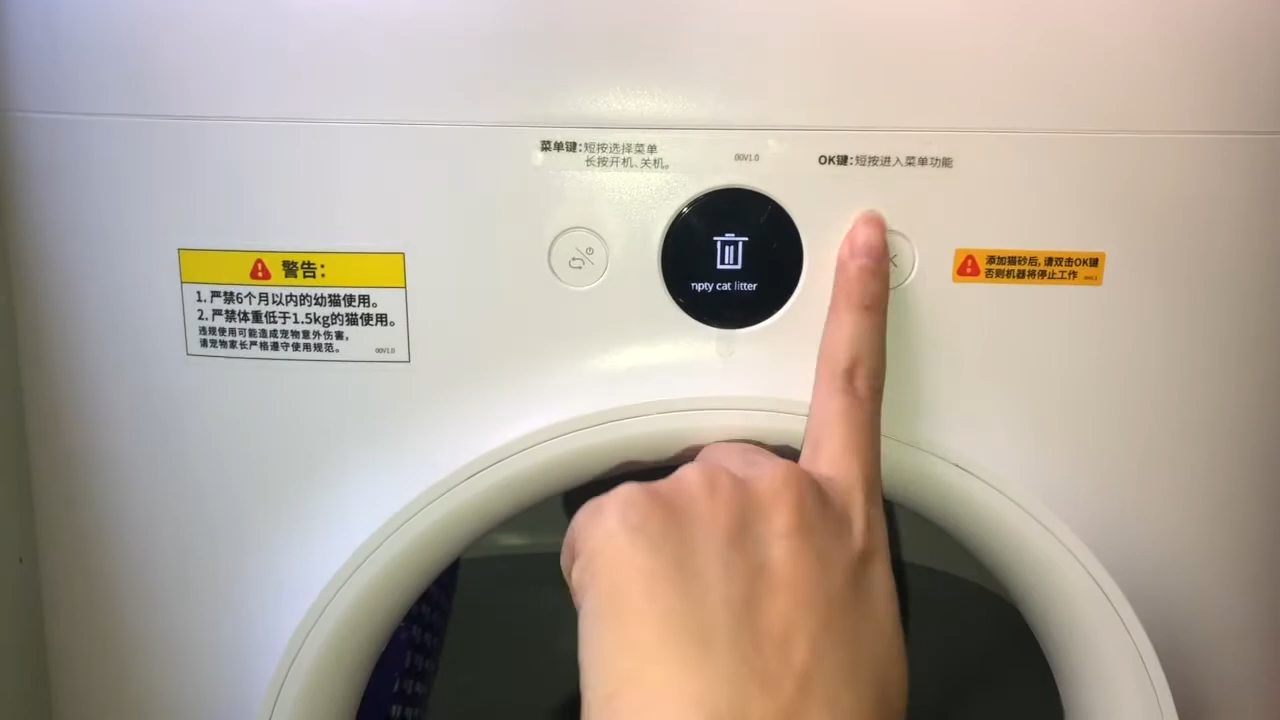 菜单键:短按选择菜单
长按开机、关机。
00V1.0
OK键:短按进入菜单功能
npty cat litter
警告:
1.严禁6个月以内的幼猫使用。
2.严禁体重低于1.5kg的猫使用。
违规使用可能造成宠物意外伤害,
请宠物家长严格遵守使用规范。
00V1.0
添加猫砂后,请双击OK键
否则机器将停止工作